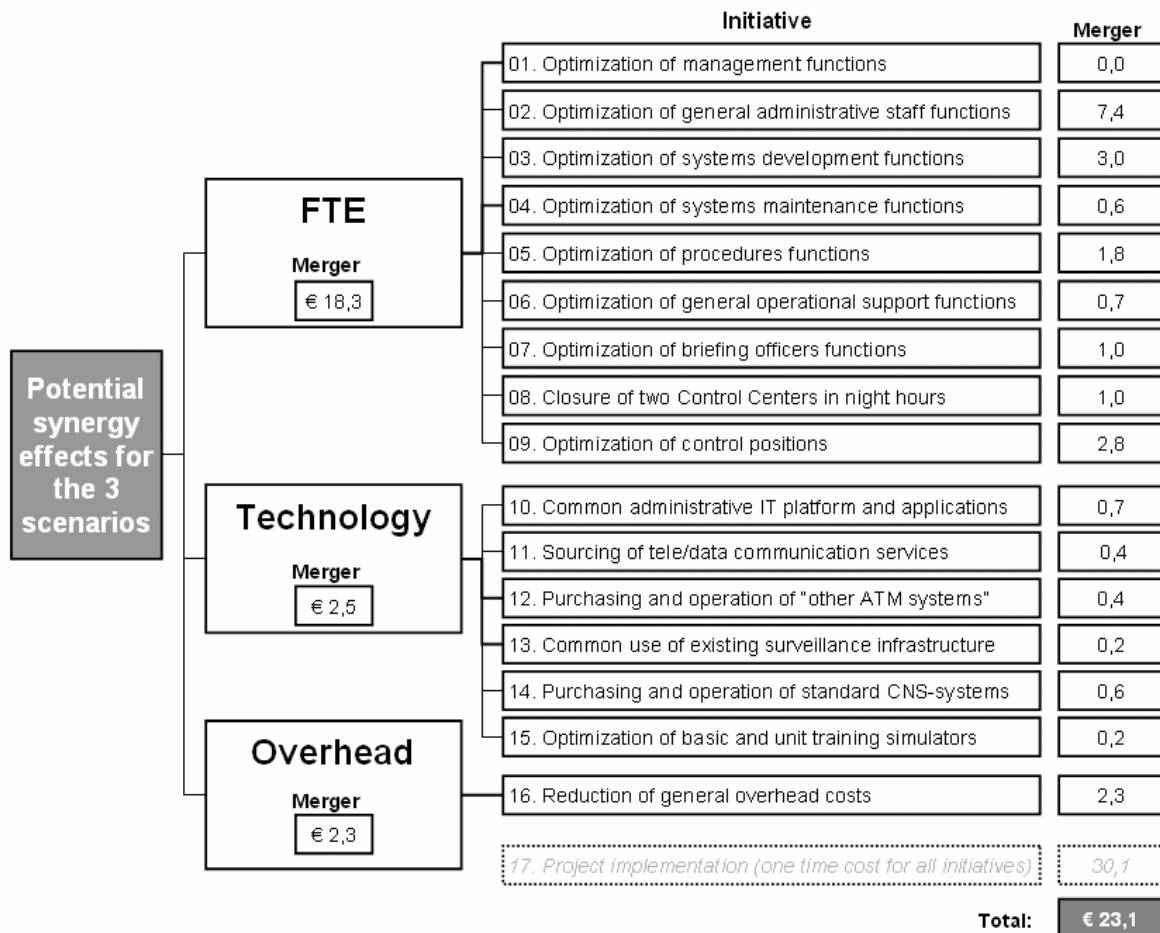 Initiative
Merger
01. Optimization of management functions 0,0
02. Optimization of general administrative staff functions 7,4
03. Optimization of systems development functions 3,0
FTE
04. Optimization of systems maintenance functions 0,6
Merger
05. Optimization of procedures functions 1,8
€ 18,3
06. Optimization of general operational support functions 0,7
07. Optimization of briefing officers functions 1,0
08. Closure of two Control Centers in night hours 1,0
09. Optimization of control positions 2,8
Potential
synergy
effects for
the 3
scenarios
Technology
10. Common administrative IT platform and applications 0,7
11. Sourcing of tele/data communication services 0,4
Merger
€ 2,5
12. Purchasing and operation of "other ATM systems" 0,4
13. Common use of existing surveillance infrastructure 0,2
14. Purchasing and operation of standard CNS-systems 0,6
15. Optimization of basic and unit training simulators 0,2
Overhead
Merger
16. Reduction of general overhead costs 2,3
€ 2,3
17. Project implementation (one time cost for all initiatives) 30,1
Total: € 23,1